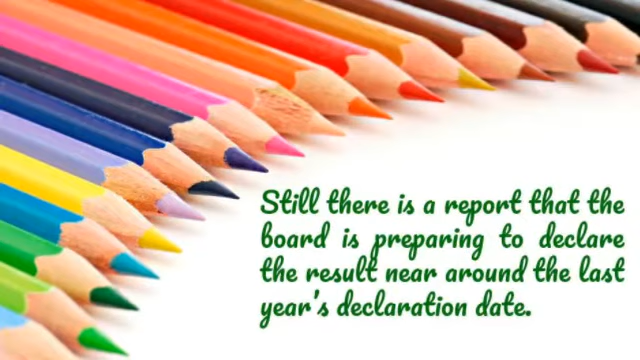 Still there is a report that the
board is preparing to declare
the result near around the last
year's declaration date.